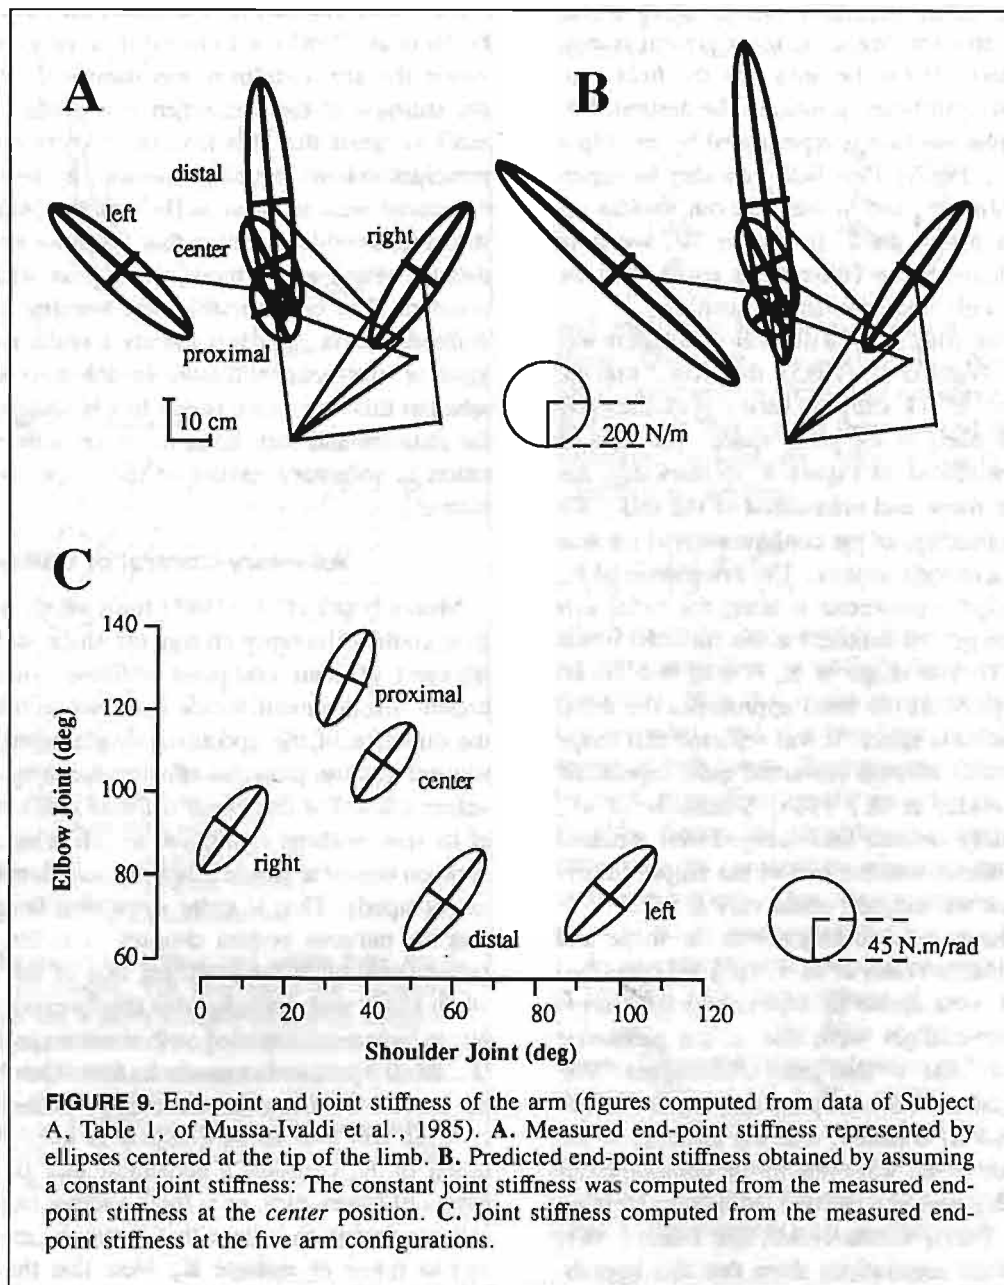 A
B
distal
left
center
right
proximal
10 cm
200 N/m
C
140
120
100
80
60
Elbow Joint (deg)
proximal
center
right
distal
left
45 N.m/rad
0 20 40 60 80 100 120
Shoulder Joint (deg)
FIGURE 9. End-point and joint stiffness of the arm (figures computed from data of Subject
A, Table 1, of Mussa-Ivaldi et al., 1985). A. Measured end-point stiffness represented by
ellipses centered at the tip of the limb. B. Predicted end-point stiffness obtained by assuming
a constant joint stiffness: The constant joint stiffness was computed from the measured end-
point stiffness at the center position. C. Joint stiffness computed from the measured end-
point stiffness at the five arm configurations.